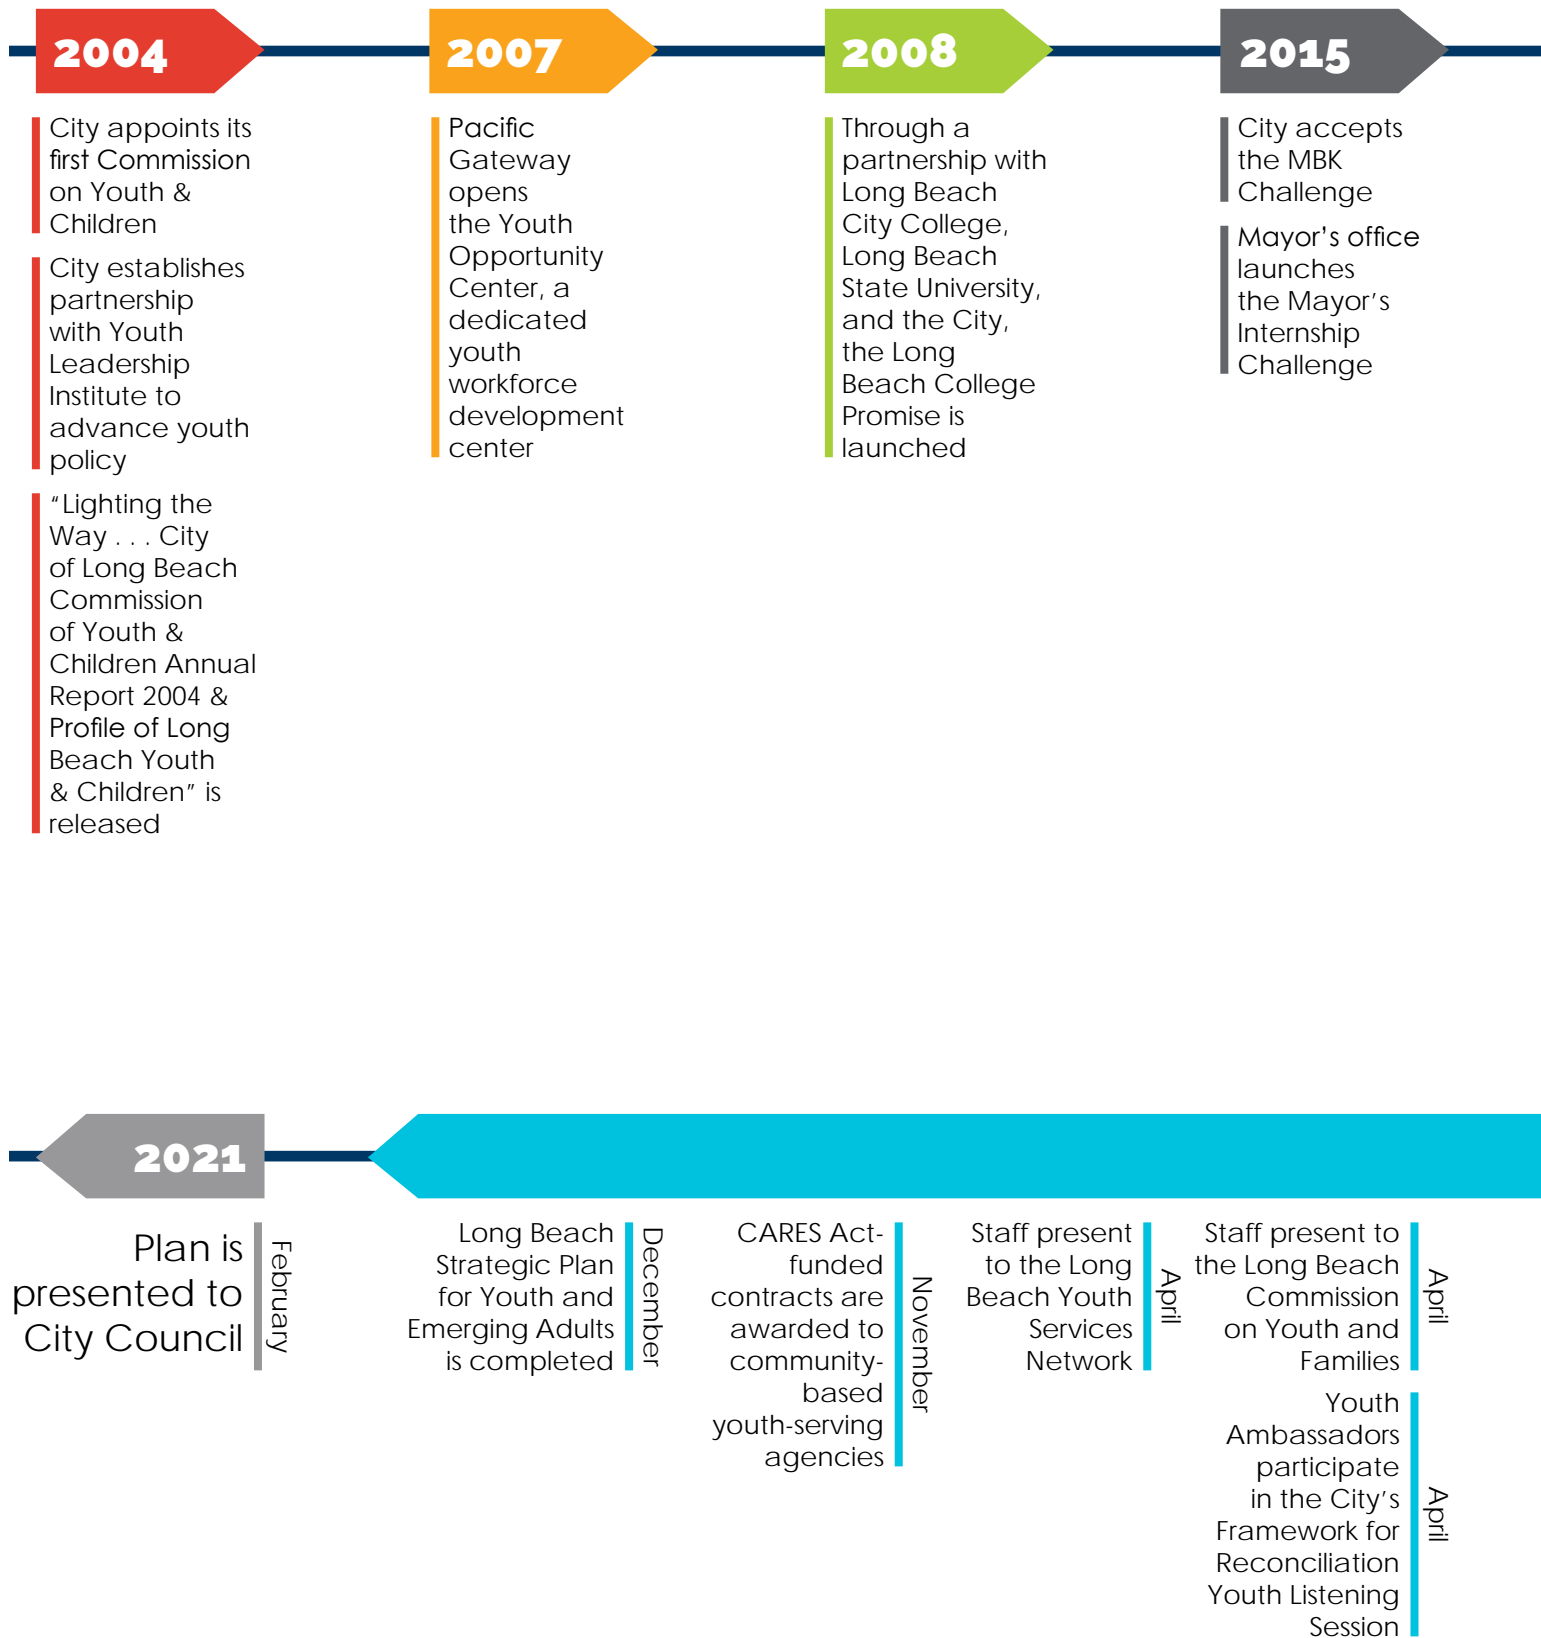 2004
City appoints its
first Commission
on Youth &
Children
City establishes
partnership
with Youth
Leadership
Institute to
advance youth
policy
“Lighting the
Way . . . City
of Long Beach
Commission
of Youth &
Children Annual
Report 2004 &
Profile of Long
Beach Youth
& Children” is
released
2007
Pacific
Gateway
opens
the Youth
Opportunity
Center, a
dedicated
youth
workforce
development
center
2008
Through a
partnership with
Long Beach
City College,
Long Beach
State University,
and the City,
the Long
Beach College
Promise is
launched
2015
City accepts
the MBK
Challenge
Mayor’s office
launches
the Mayor’s
Internship
Challenge
2021
Plan is
presented to
City Council
February
Long Beach
Strategic Plan
for Youth and
Emerging Adults
is completed
December
CARES Act-
funded
contracts are
awarded to
community-
based
youth-serving
agencies
November
Staff present
to the Long
Beach Youth
Services
Network
April
Staff present to
the Long Beach
Commission
on Youth and
Families
April
Youth
Ambassadors
participate
in the City’s
Framework for
Reconciliation
Youth Listening
Session
April